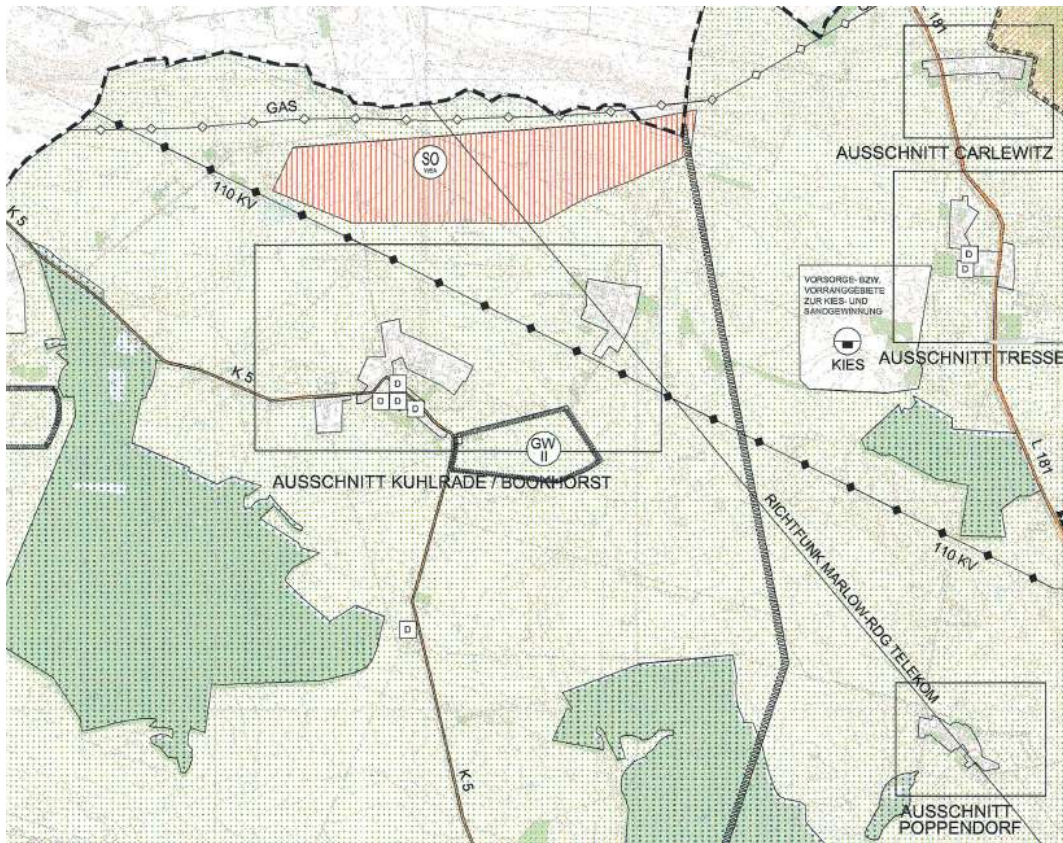 181
GAS
SO
WEA
AUSSCHNITT CARLEWITZ
110 KV
K 5
D
D
VORSORGE- BZW.
VORRANGGEBIETE
ZUR KIES- UND
SANDGEWINNUNG
KIES
AUSSCHNITT TRESSE
K 5
D
D D
D
GW
II
AUSSCHNITT KUHLRADE / BOOKHORST
L 181
RICHTFUNK MARLOW-RDG TELEKOM
110 KV
D
K 5
AUSSCHNITT
POPPENDORF